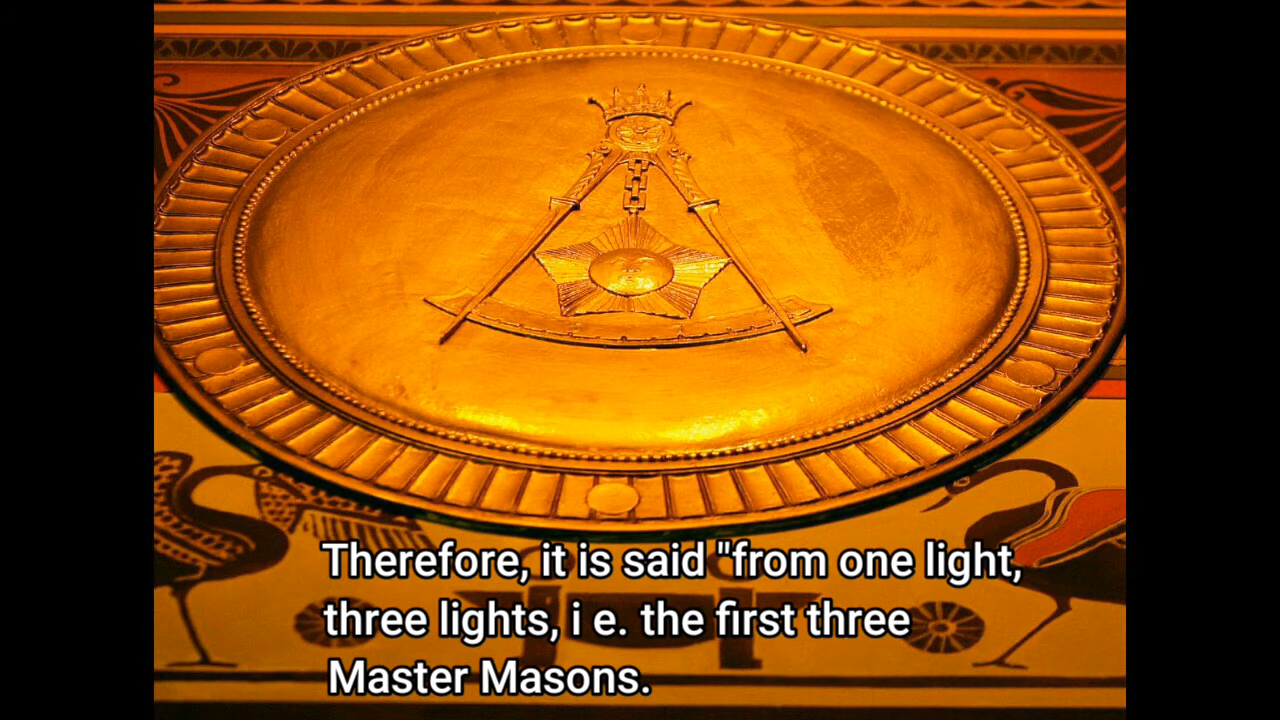 Therefore, it is said "from one light,
three lights, i e. the first three
Master Masons.